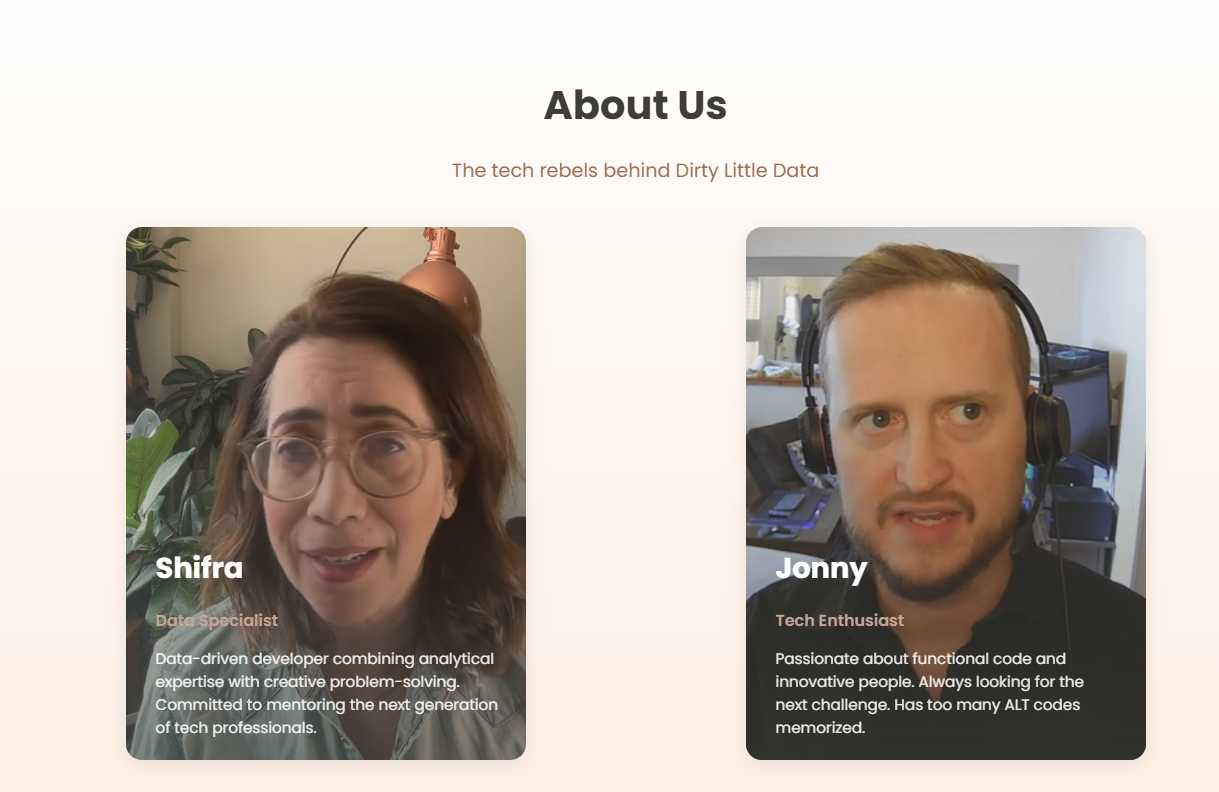 About Us
The tech rebels behind Dirty Little Data
Shifra
Data Specialist
Data-driven developer combining analytical
expertise with creative problem-solving.
Committed to mentoring the next generation
of tech professionals.
Jonny
Tech Enthusiast
Passionate about functional code and
innovative people. Always looking for the
next challenge. Has too many ALT codes
memorized.